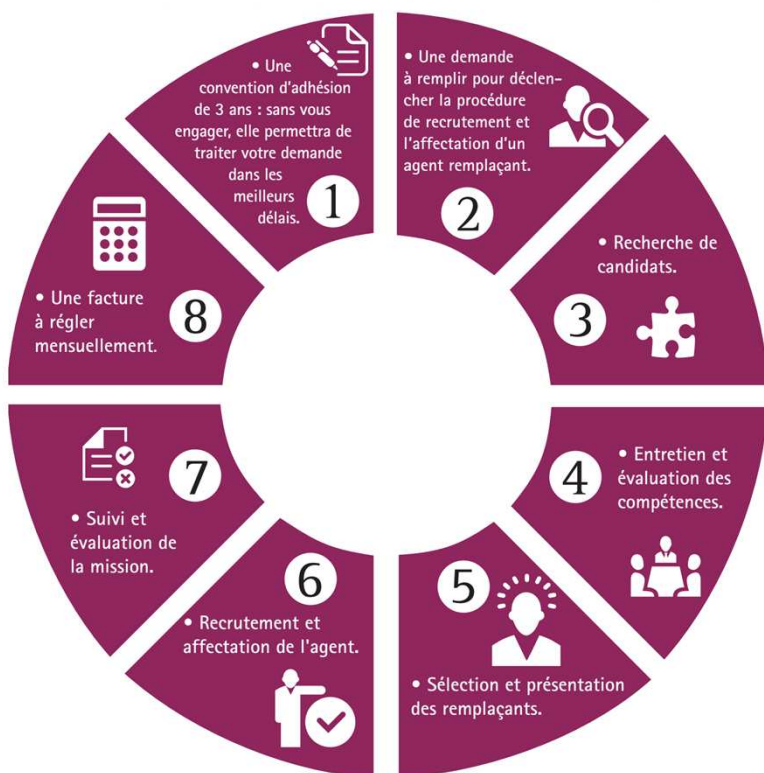 • Une
convention d'adhésion
de 3 ans : sans vous
engager, elle permettra de
traiter votre demande
dans les
meilleurs
délais.
1
• Une demande
à remplir pour déclen-
cher la procédure
de recrutement et
l'affectation d'un
agent remplaçant.
2
• Recherche de
candidats.
3
• Entretien et
évaluation des
compétences.
4
5
• Sélection et présentation
des remplaçants.
6
• Recrutement et
affectation de l'agent.
7
• Suivi et
évaluation de
la mission.
8
• Une facture
à régler
mensuellement.